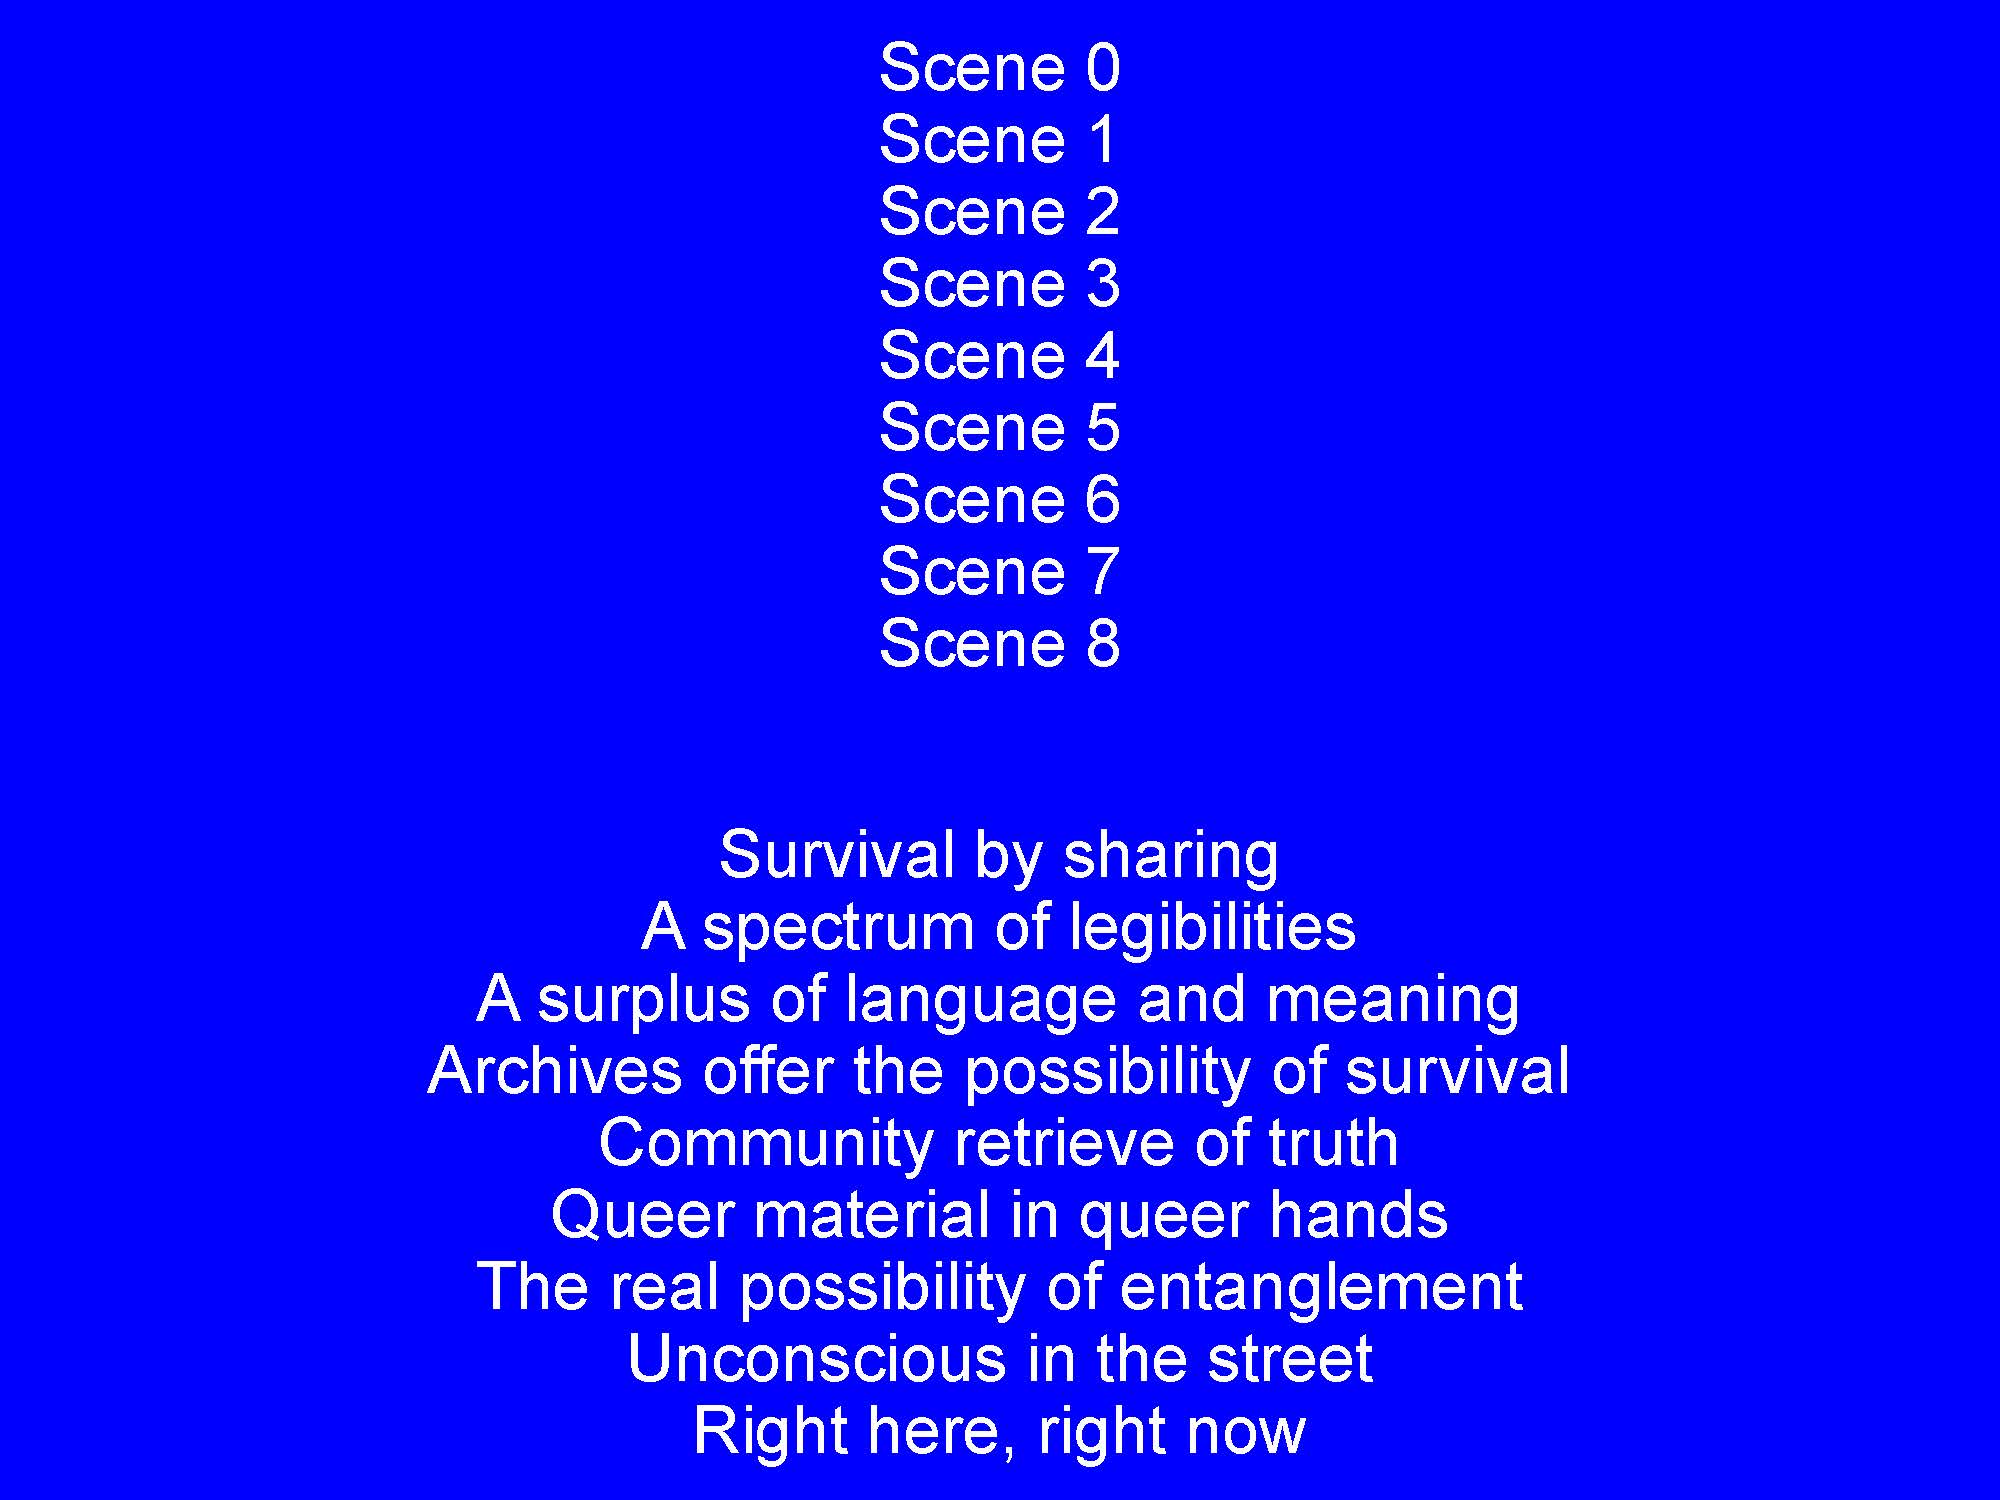 Scene 0
Scene 1
Scene 2
Scene 3
Scene 4
Scene 5
Scene 6
Scene 7
Scene 8
Survival by sharing
A spectrum of legibilities
A surplus of language and meaning
Archives offer the possibility of survival
Community retrieve of truth
Queer material in queer hands
The real possibility of entanglement
Unconscious in the street
Right here, right now